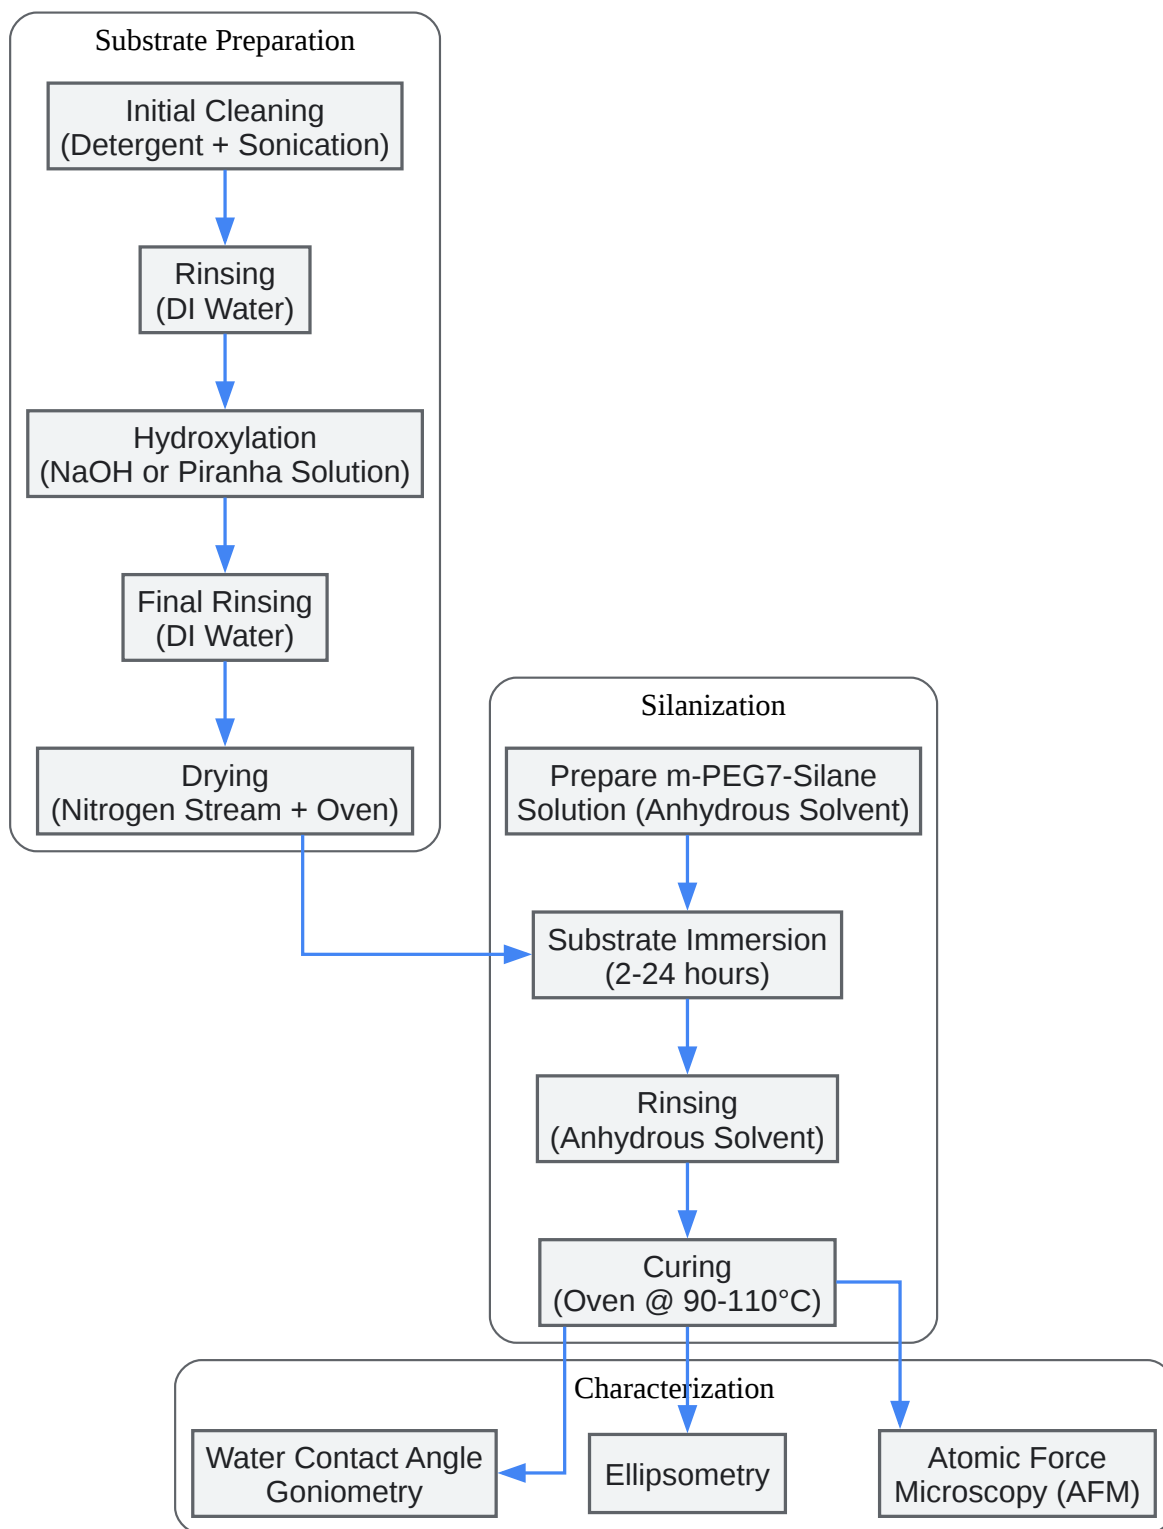 Substrate Preparation
Initial Cleaning
(Detergent + Sonication)
Rinsing
(DI Water)
Hydroxylation
(NaOH or Piranha Solution)
Final Rinsing
(DI Water)
Drying
(Nitrogen Stream + Oven)
Silanization
Prepare m-PEG7-Silane
Solution (Anhydrous Solvent)
Substrate Immersion
(2-24 hours)
Rinsing
(Anhydrous Solvent)
Curing
(Oven @ 90-110°C)
Characterization
Water Contact Angle
Goniometry
Ellipsometry
Atomic Force
Microscopy (AFM)